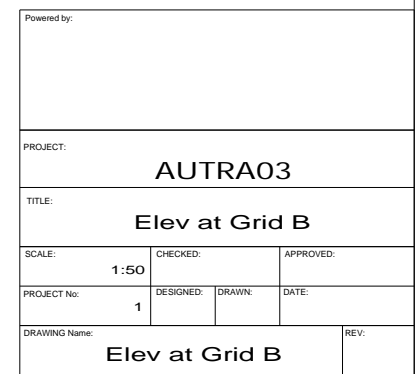 Powered by:
PROJECT:
AUTRA03
TITLE:
Elev at Grid B
SCALE: CHECKED: APPROVED:
1:50
PROJECT No: DESIGNED: DRAWN: DATE:
1
DRAWING Name: REV:
Elev at Grid B